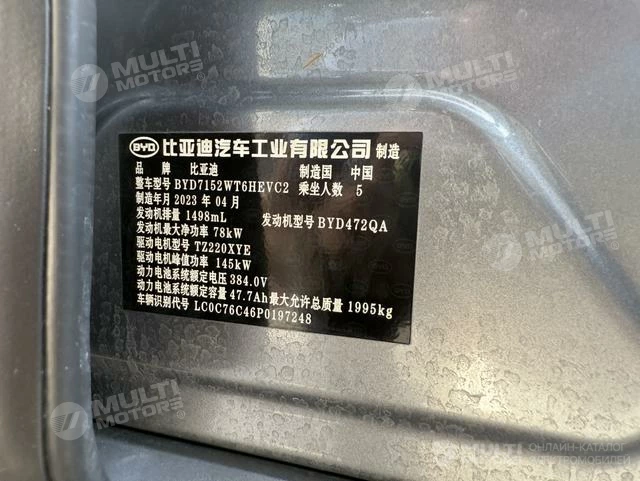 MULTI
MOTORS
MULTI
MOTORS
BYD 比亚迪汽车工业有限公司 制造
品 牌 比亚迪 制造国 中国
整车型号 BYD7152WT6HEVC2 乘坐人数 5
制造年月 2023 年 04 月
发动机排量 1498mL 发动机型号 BYD472QA
发动机最大净功率 78kW
驱动电机型号 TZ220XYE
驱动电机峰值功率 145kW
动力电池系统额定电压 384.0V
动力电池系统额定容量 47.7Ah 最大允许总质量 1995kg
车辆识别代号 LC0C76C46P0197248
MULTI
MOTORS
MULTI
ОНЛАЙН-КАТАЛОГ
ЭЛЕКТРОМОБИЛЕЙ